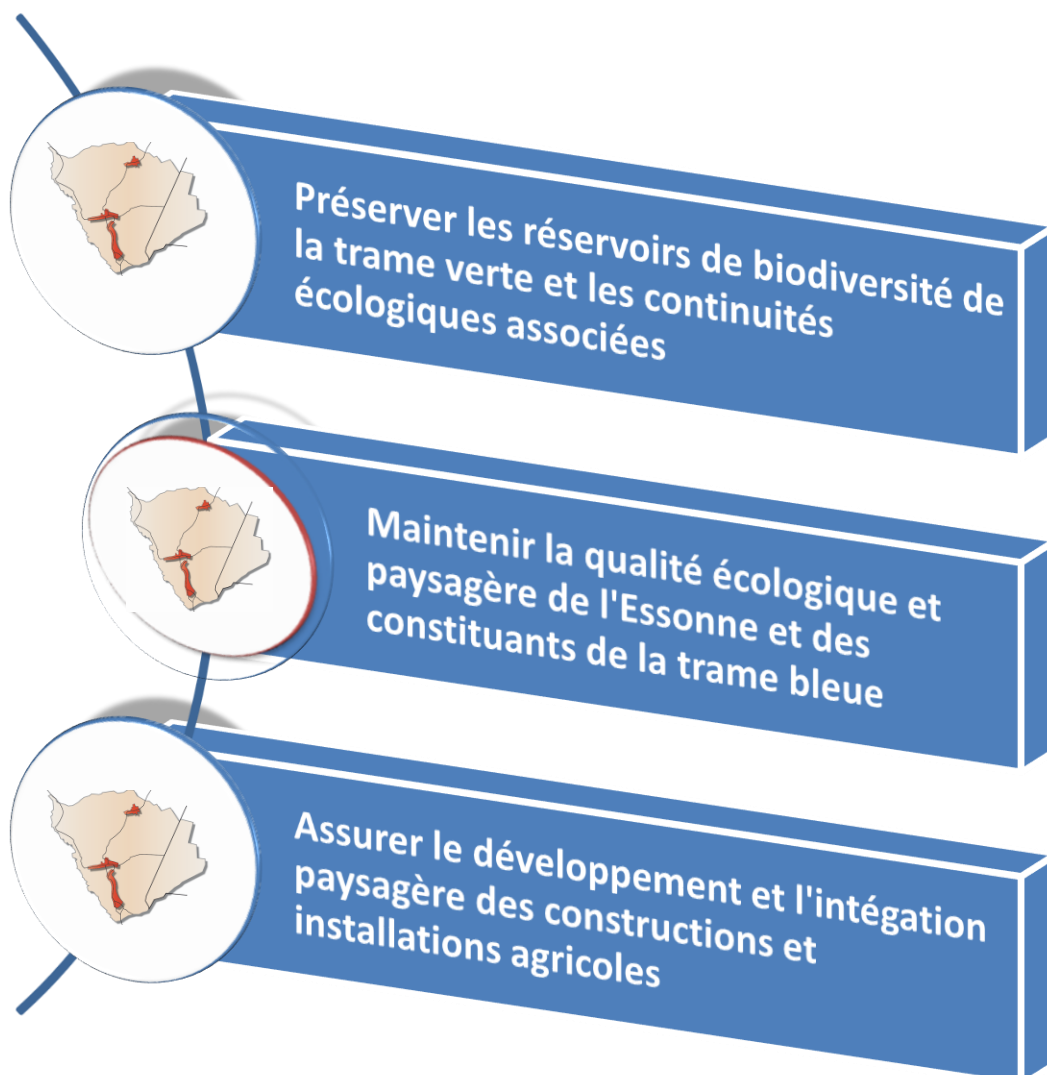 Préserver les réservoirs de biodiversité de
la trame verte et les continuités
écologiques associées
Maintenir la qualité écologique et
paysagère de l'Essonne et des
constituants de la trame bleue
Assurer le développement et l'intégation
paysagère des constructions et
installations agricoles